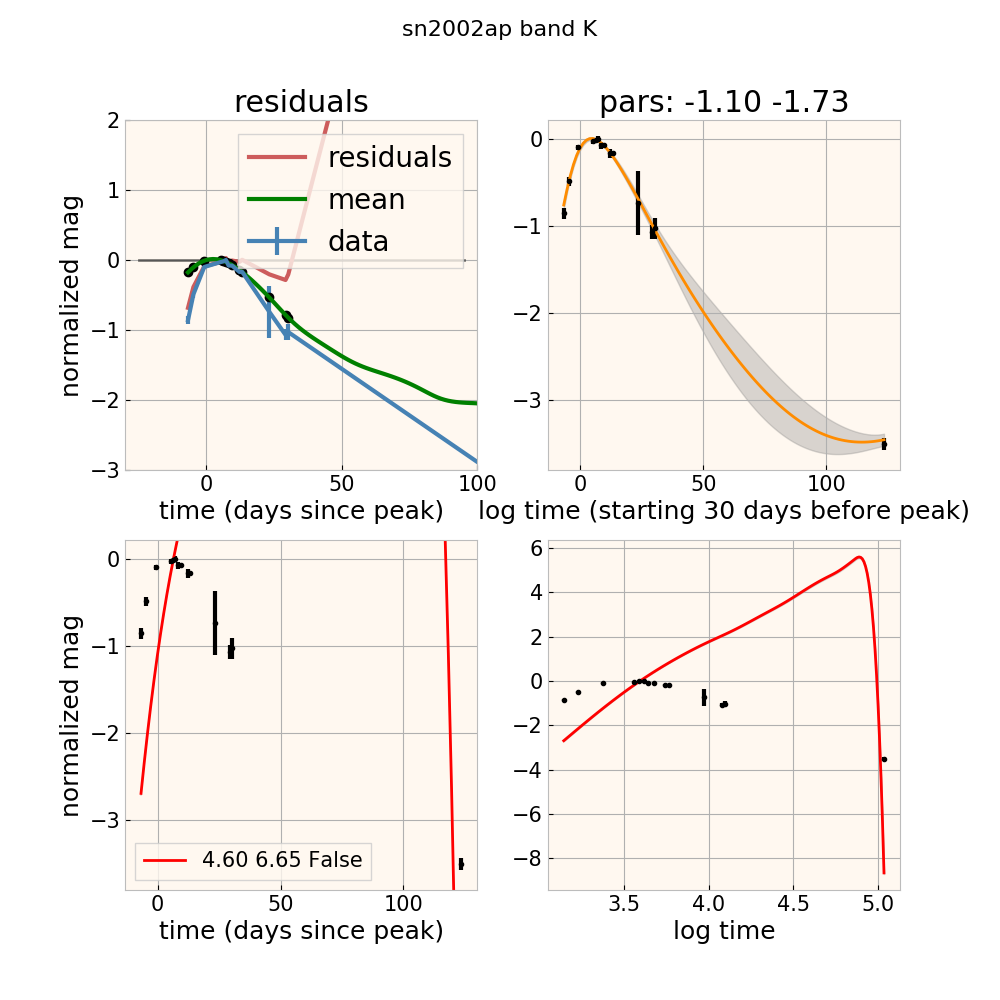 sn2002ap band K
residuals
pars: -1.10 -1.73
2
1
0
−1
−2
−3
normalized mag
residuals
mean
data
0
50
100
time (days since peak)
0
−1
−2
−3
0
50
100
log time (starting 30 days before peak)
0
−1
−2
−3
normalized mag
4.60 6.65 False
0
50
100
time (days since peak)
6
4
2
0
−2
−4
−6
−8
3.5
4.0
4.5
5.0
log time